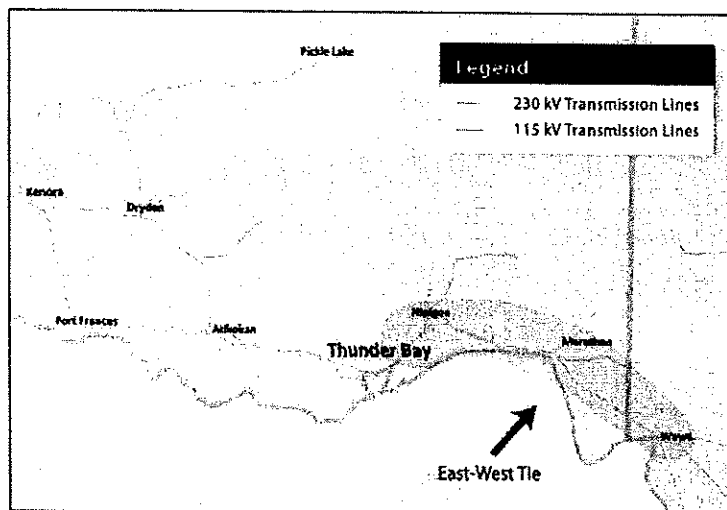 Pickle Lake
Legend
230 kV Transmission Lines
115 kV Transmission Lines
Kenora
Dryden
Fort Frances
Atikokan
Nipigon
Thunder Bay
Marathon
Wawa
East-West Tie